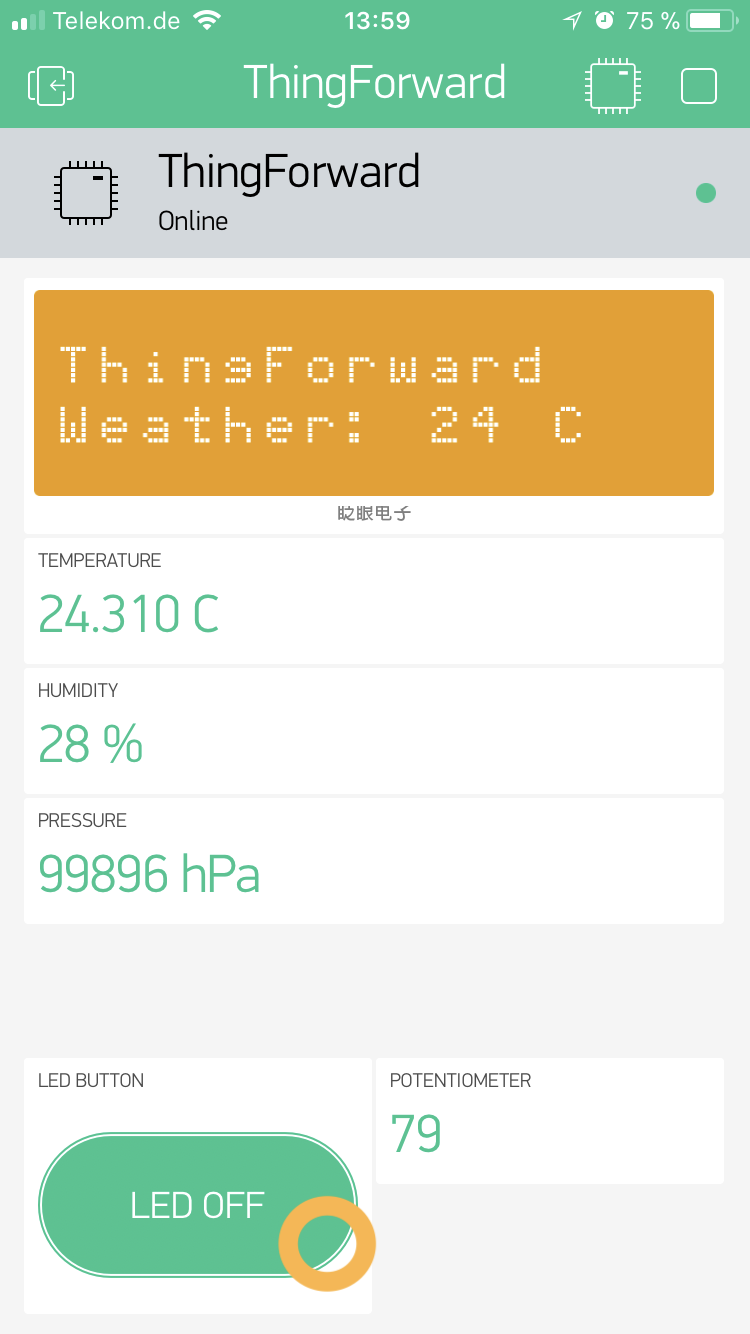 Telekom.de 13:59 75 %
ThingForward
ThingForward
Online
ThingForward
Weather: 24 C
眨眼电子
TEMPERATURE
24.310 C
HUMIDITY
28 %
PRESSURE
99896 hPa
LED BUTTON
POTENTIOMETER
79
LED OFF